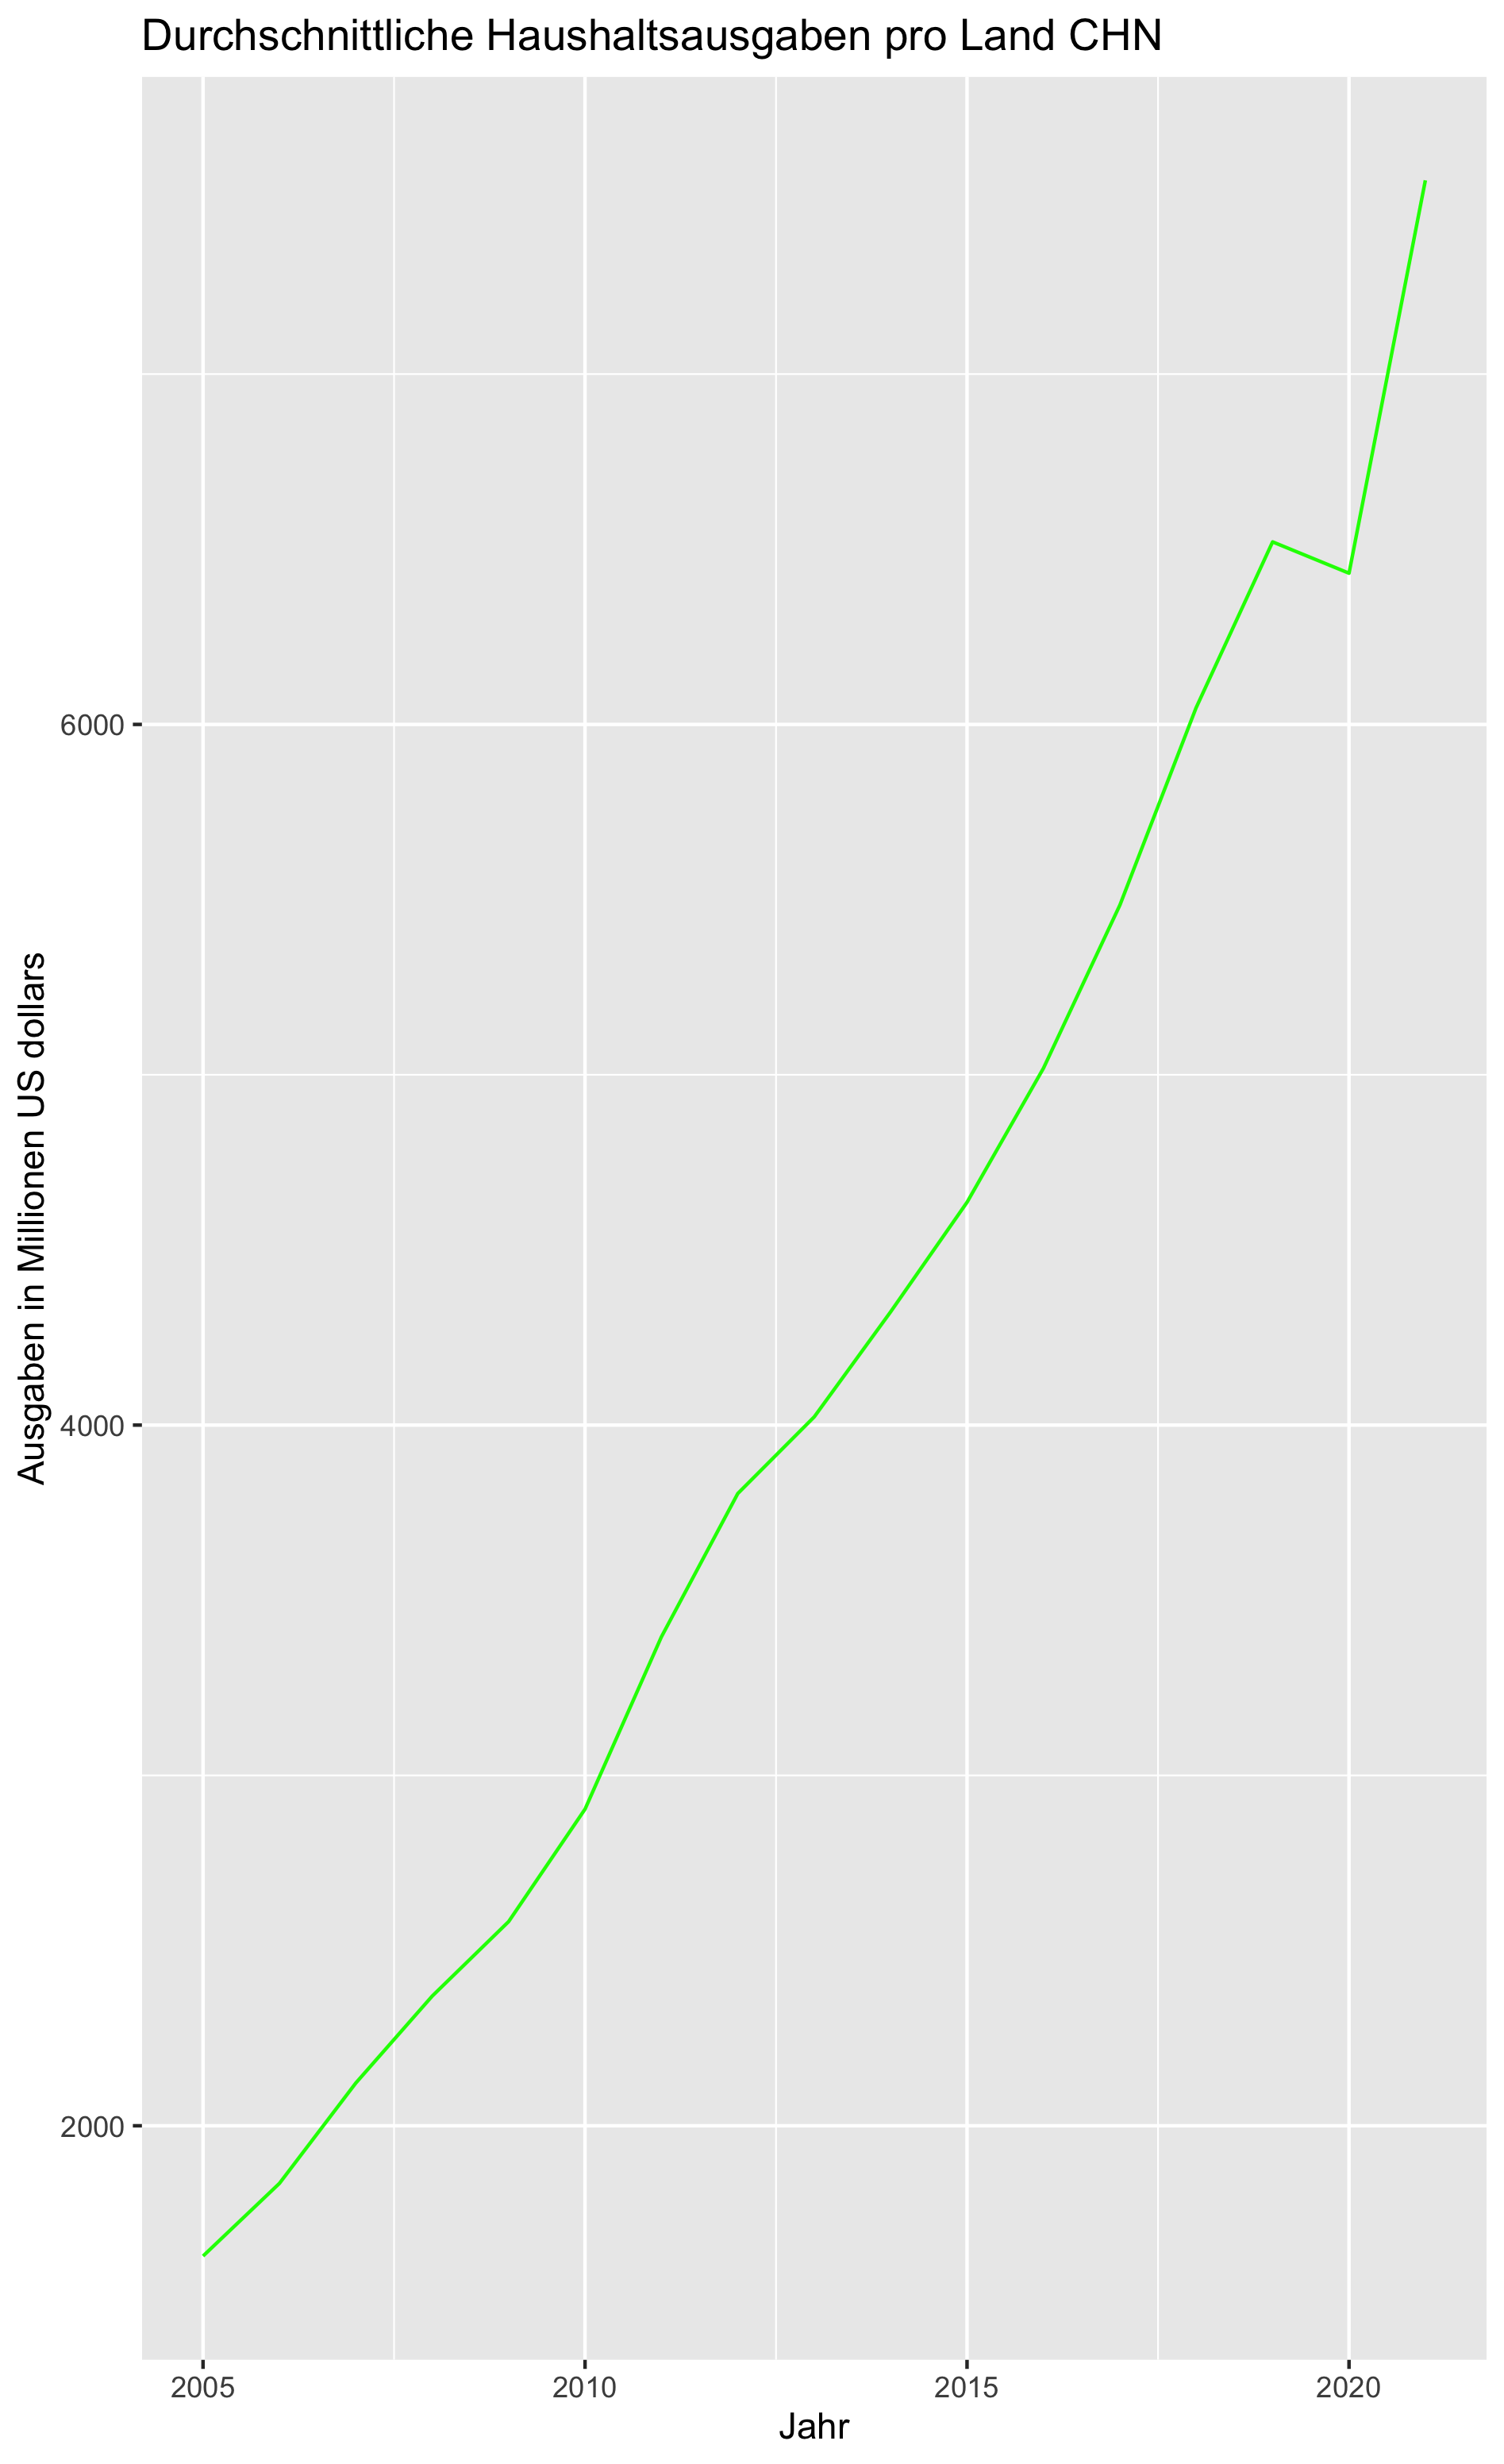 Durchschnittliche Haushaltsausgaben pro Land CHN
Ausgaben in Millionen US dollars
6000
4000
2000
2005 2010 2015 2020
Jahr